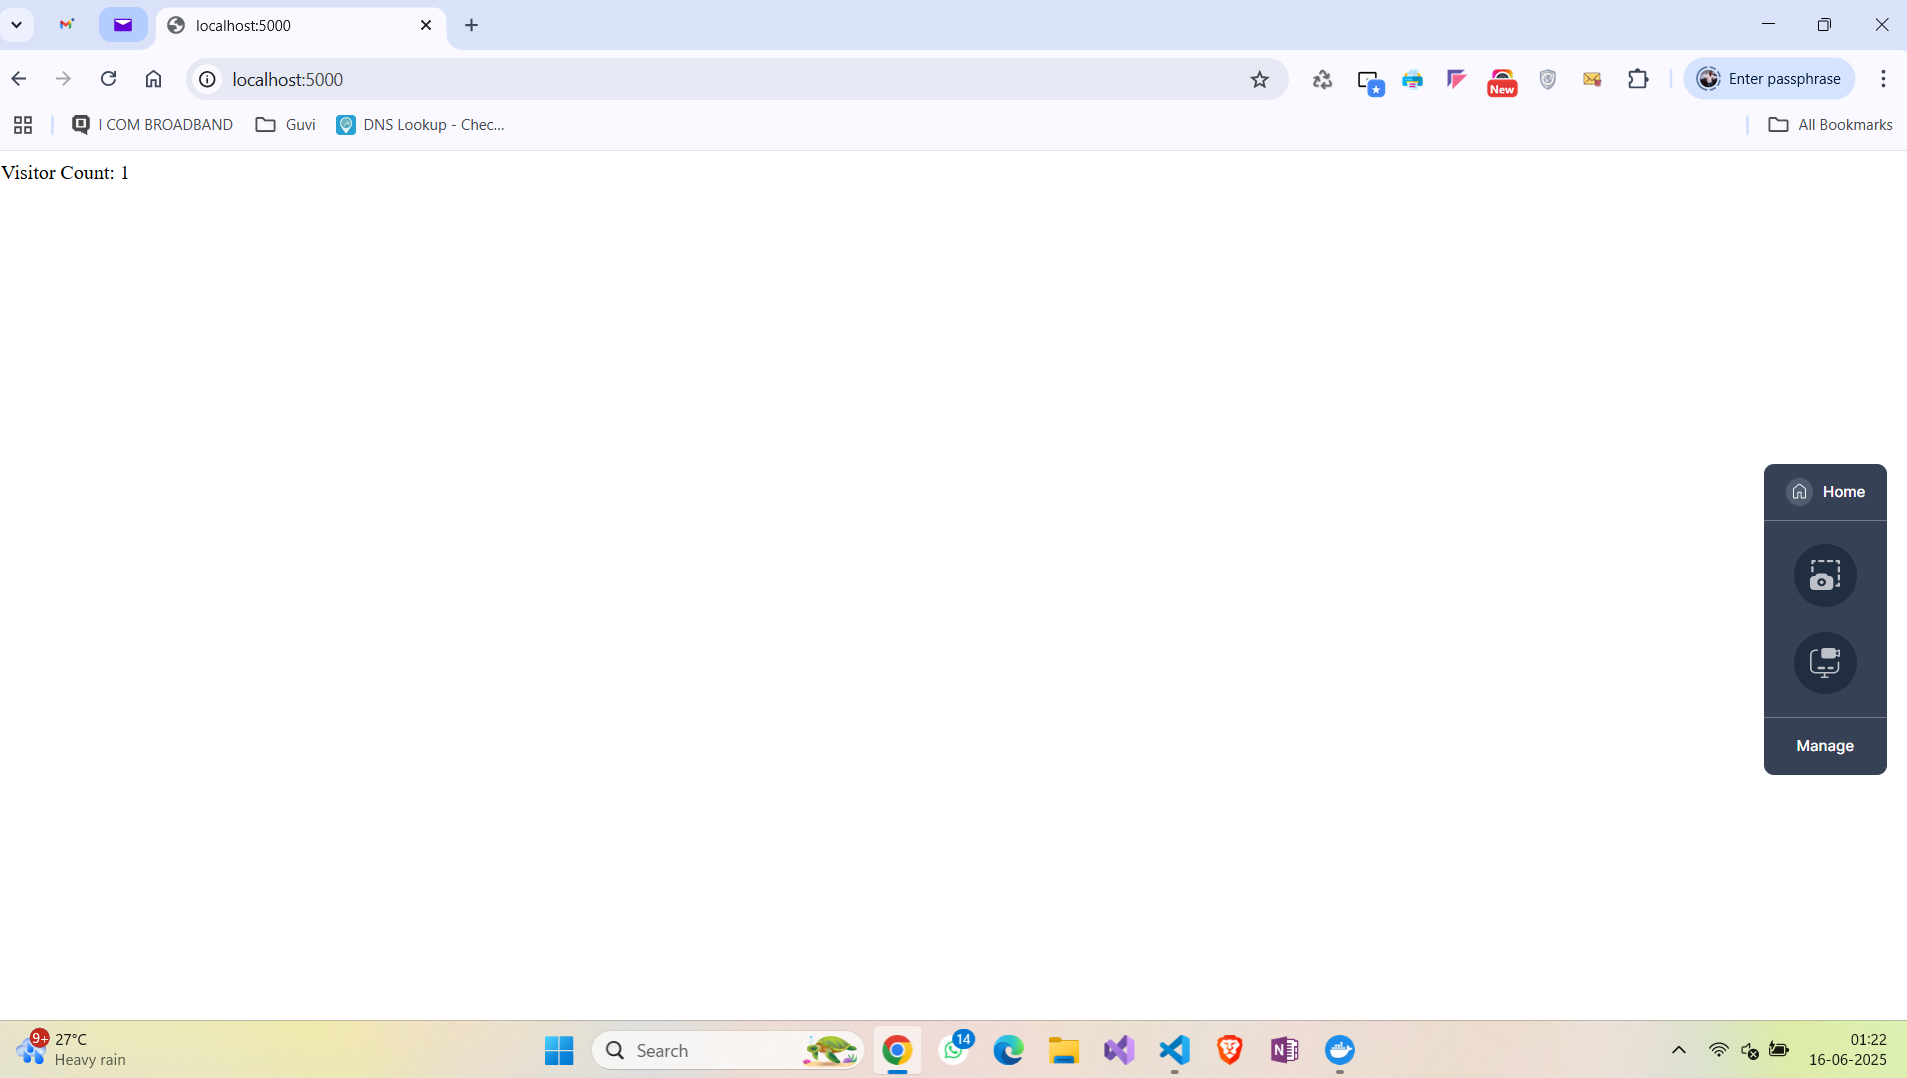 localhost:5000
localhost:5000
New
Enter passphrase
I COM BROADBAND
Guvi
DNS Lookup - Chec...
All Bookmarks
Visitor Count: 1
Home
Manage
9+
27°C
Heavy rain
Search
14
01:22
16-06-2025